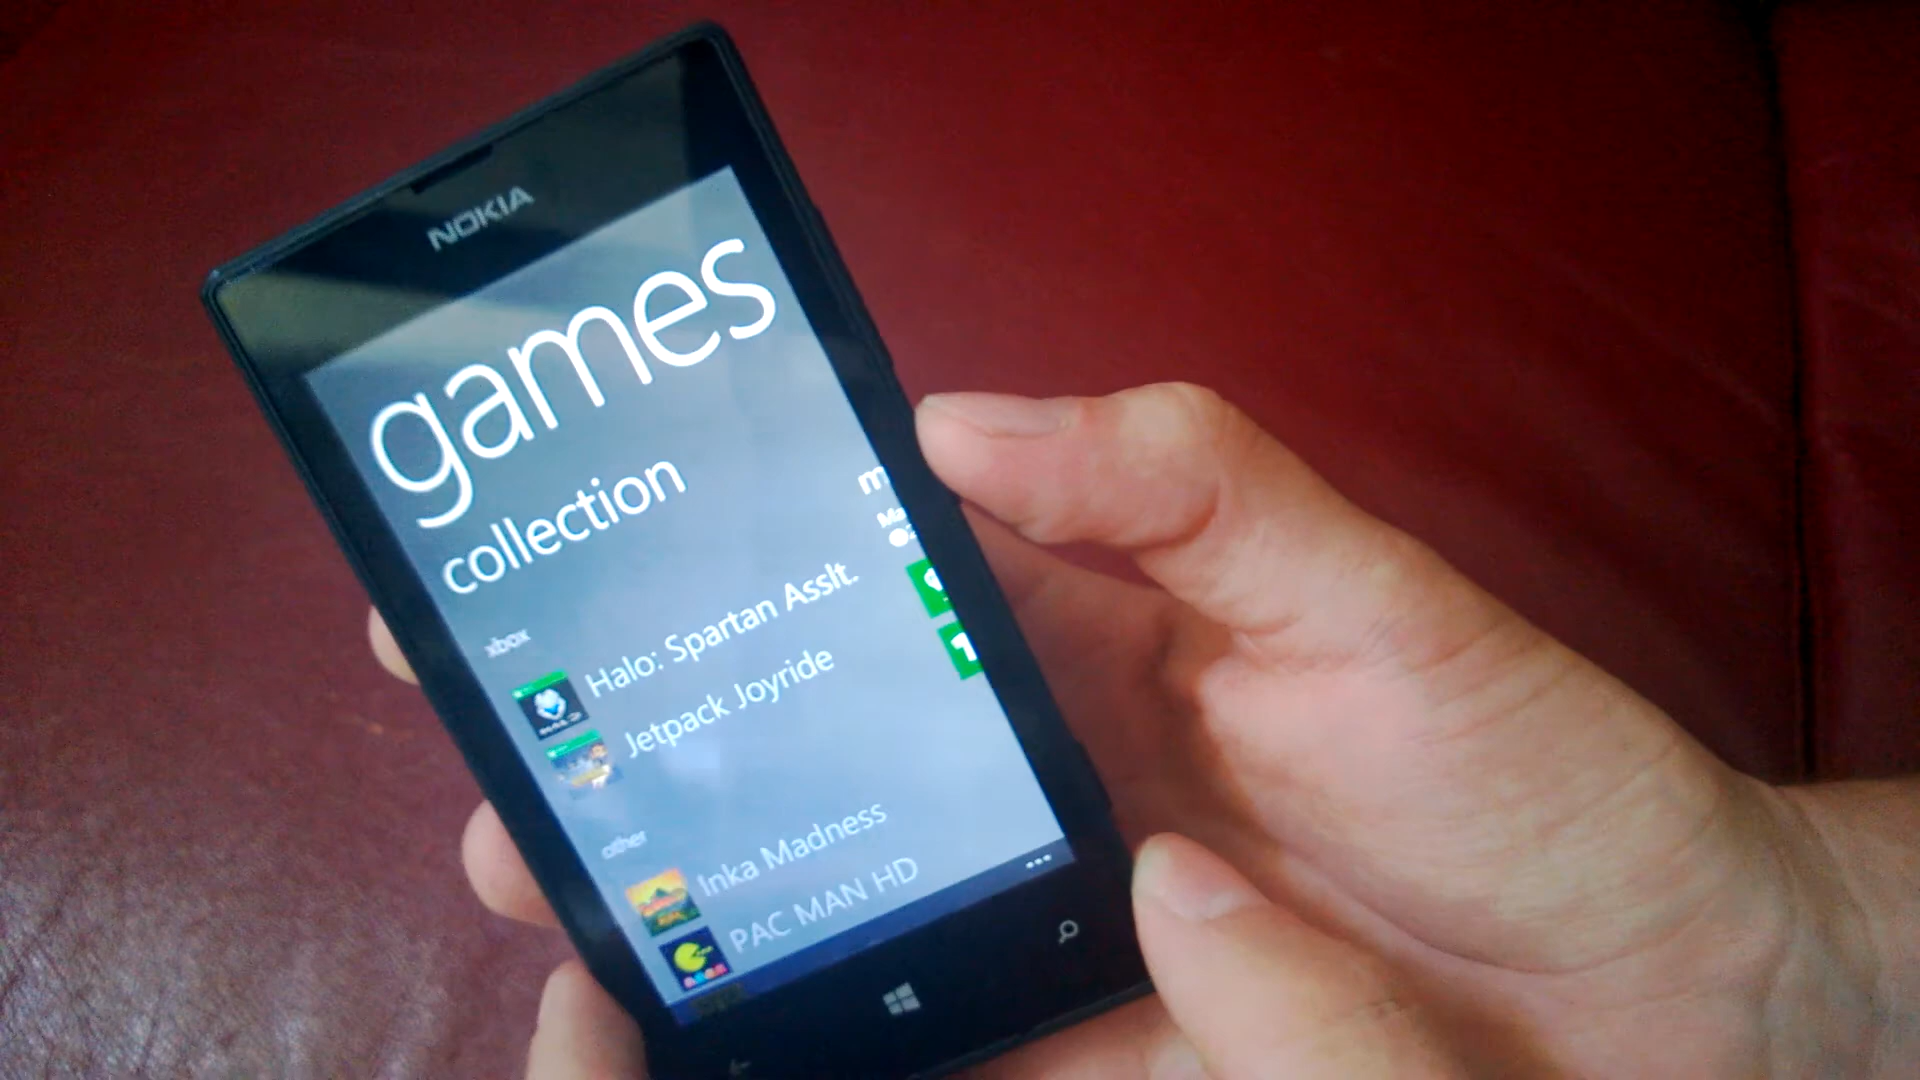 NOKIA
games
collection
m
xbox
Halo: Spartan Asslt.
Jetpack Joyride
other
Inka Madness
PAC MAN HD